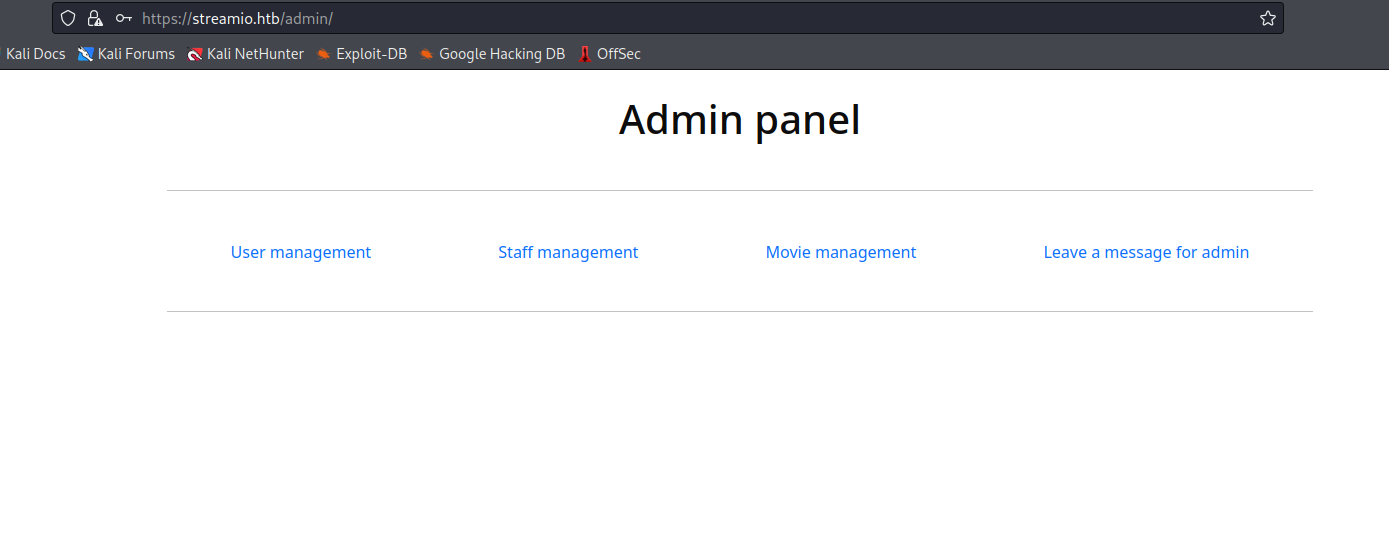 https://streamio.htb/admin/
Kali Docs Kali Forums Kali NetHunter Exploit-DB Google Hacking DB OffSec
Admin panel
User management Staff management Movie management Leave a message for admin